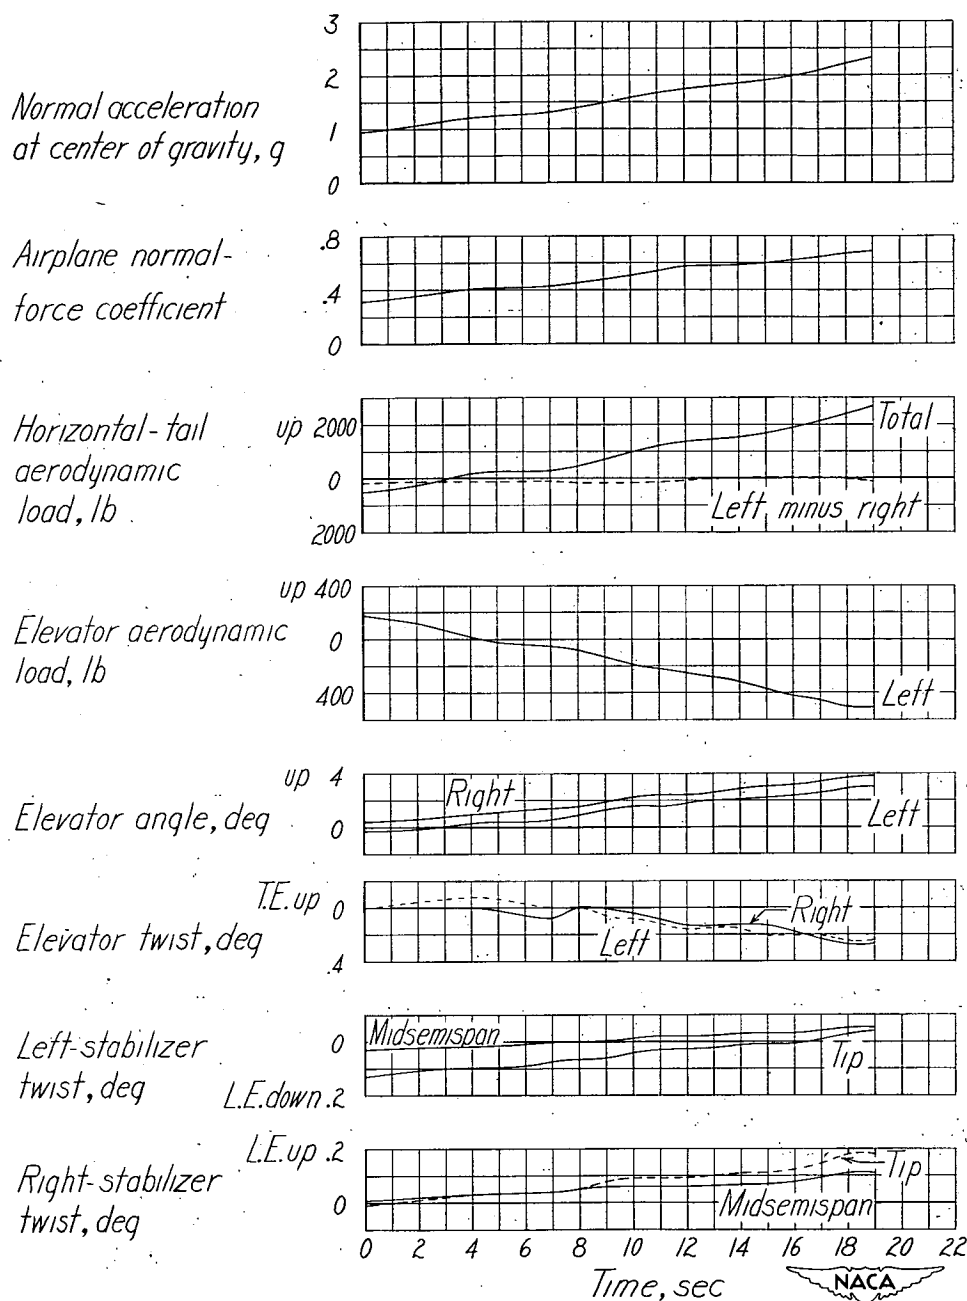 3
2
Normal acceleration
at center of gravity, g
1
0
.8
Airplane normal-
force coefficient
.4
0
Horizontal-tail
aerodynamic
load, lb
up 2000
0
2000
Total
Left minus right
up 400
Elevator aerodynamic
load, lb
0
400
Left
up 4
Elevator angle, deg
0
Right
Left
T.E. up 0
Elevator twist, deg
.4
Right
Left
Left-stabilizer
twist, deg
0
L.E. down .2
Midsemispan
Tip
L.E. up .2
Right-stabilizer
twist, deg
0
Tip
Midsemispan
0 2 4 6 8 10 12 14 16 18 20 22
Time, sec
NACA